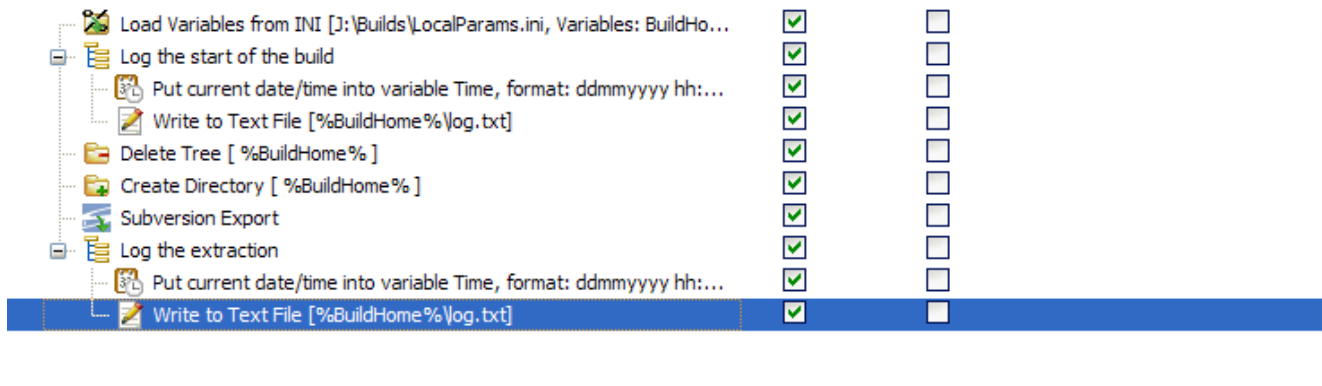 Load Variables from INI [J:\Builds\LocalParams.ini, Variables: BuildHo...
Log the start of the build
Put current date/time into variable Time, format: ddmmyyyy hh:...
Write to Text File [%BuildHome%\log.txt]
Delete Tree [ %BuildHome% ]
Create Directory [ %BuildHome% ]
Subversion Export
Log the extraction
Put current date/time into variable Time, format: ddmmyyyy hh:...
Write to Text File [%BuildHome%\log.txt]